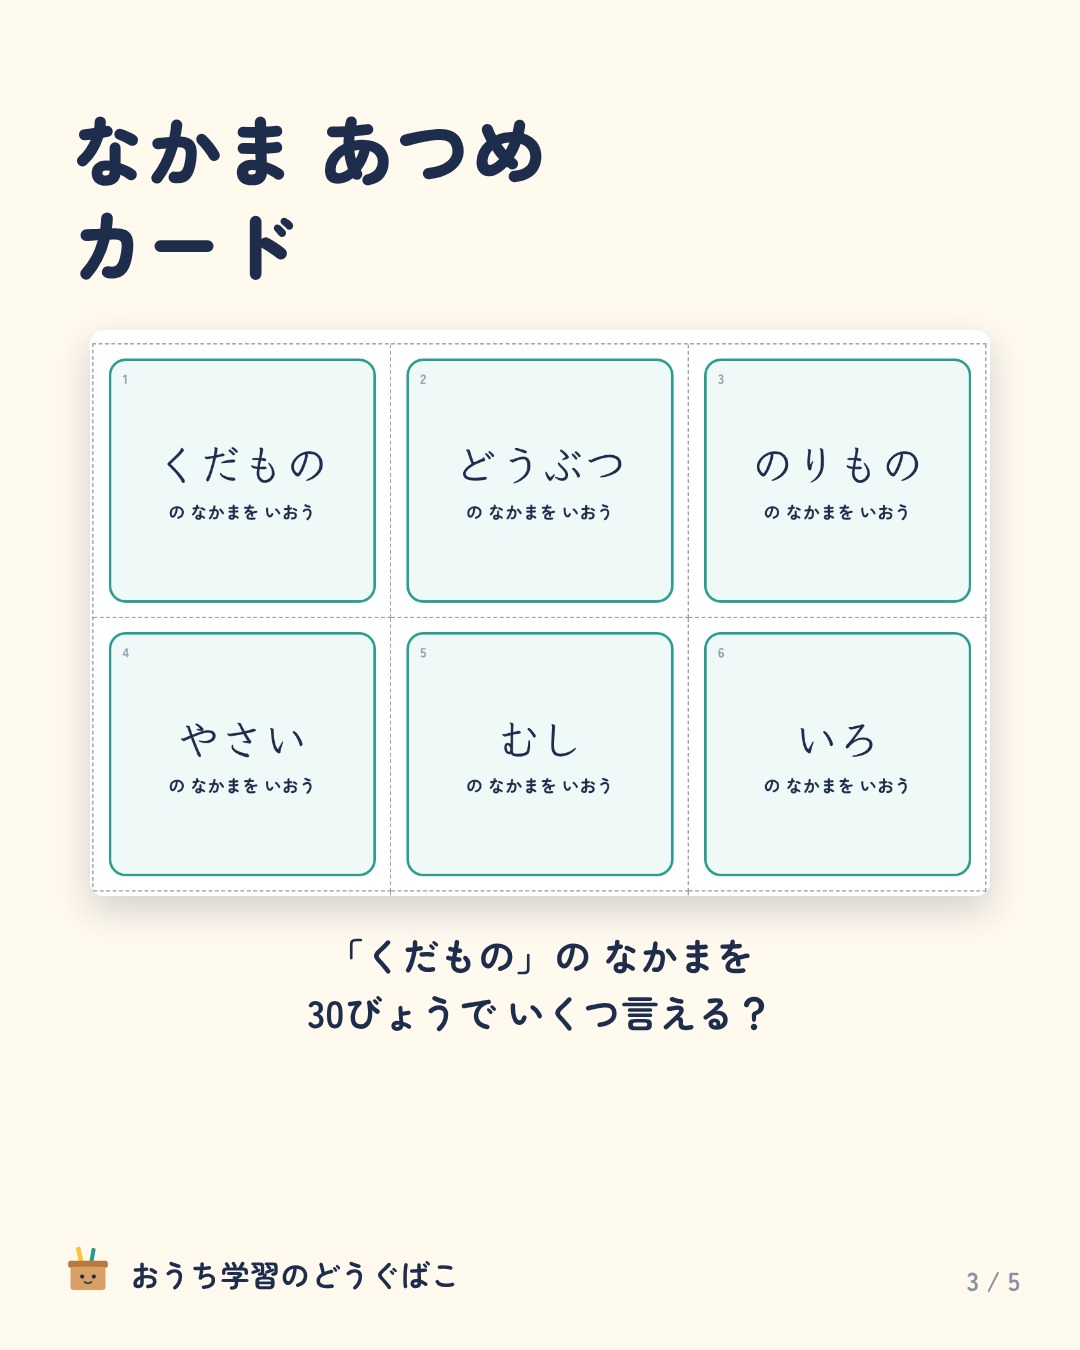 なかま あつめ
カード
1
くだもの
の なかまを いおう
2
どうぶつ
の なかまを いおう
3
のりもの
の なかまを いおう
4
やさい
の なかまを いおう
5
むし
の なかまを いおう
6
いろ
の なかまを いおう
「くだもの」の なかまを
30びょうで いくつ言える？
おうち学習のどうぐばこ
3 / 5